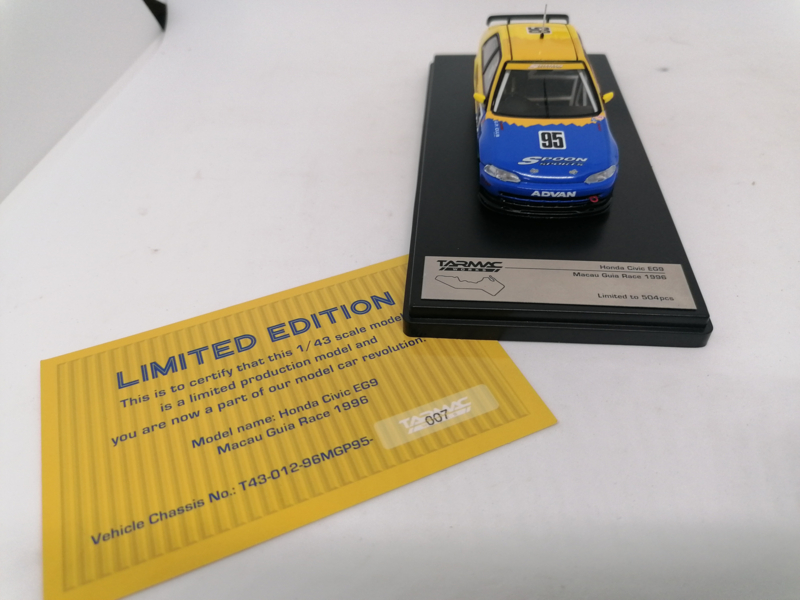 95
95
SPOON
SPORTS
ADVAN
TARMAC
WORKS
Honda Civic EG9
Macau Guia Race 1996
Limited to 504pcs
LIMITED EDITION
This is to certify that this 1/43 scale model
is a limited production model and
you are now a part of our model car revolution.
Model name: Honda Civic EG9
Macau Guia Race 1996
Vehicle Chassis No.: T43-012-96MGP95-
TARMAC
007